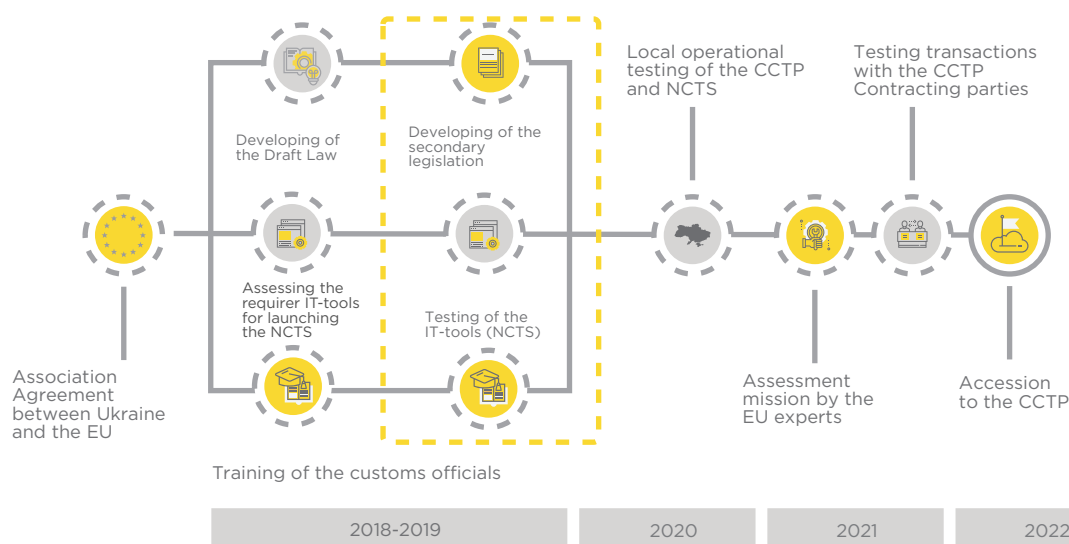 Local operational
testing of the CCTP
and NCTS
Testing transactions
with the CCTP
Contracting parties
Developing of
the Draft Law
Developing of the
secondary
legislation
Assessing the
requirer IT-tools
for launching
the NCTS
Testing of the
IT-tools (NCTS)
Association
Agreement
between Ukraine
and the EU
Assessment
mission by the
EU experts
Accession
to the CCTP
Training of the customs officials
2018-2019
2020
2021
2022